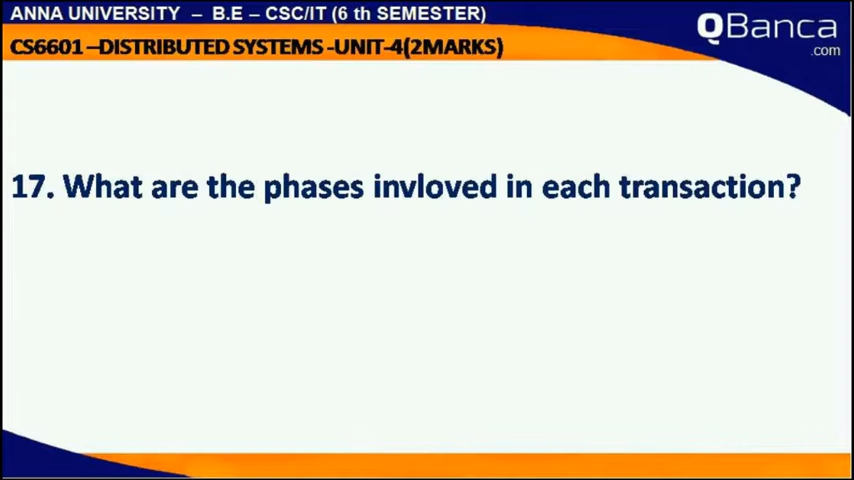 ANNA UNIVERSITY – B.E – CSC/IT (6 th SEMESTER)
CS6601 –DISTRIBUTED SYSTEMS -UNIT-4(2MARKS)
QBanca
.com
17. What are the phases invloved in each transaction?